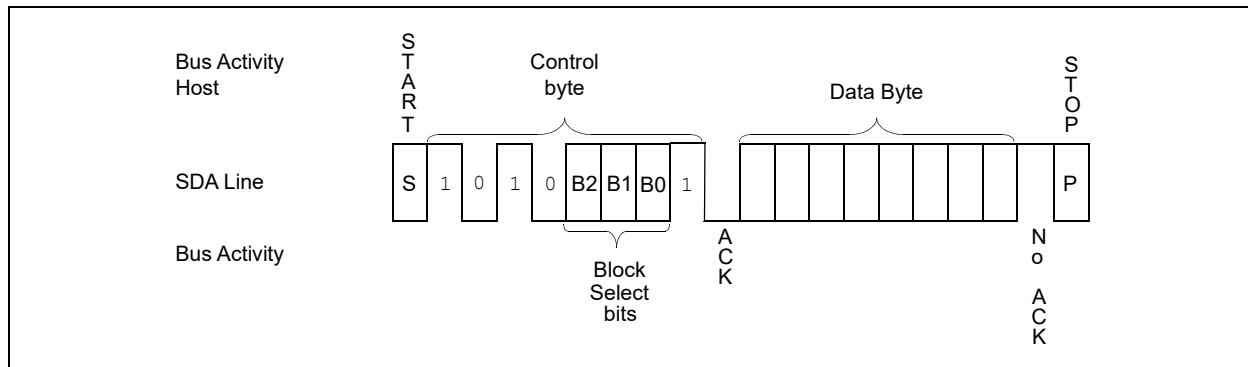 Bus Activity
Host
START
Control
byte
Data Byte
STOP
SDA Line
S 1 0 1 0 B2 B1 B0 1 P
Bus Activity
ACK
No ACK
Block
Select
bits